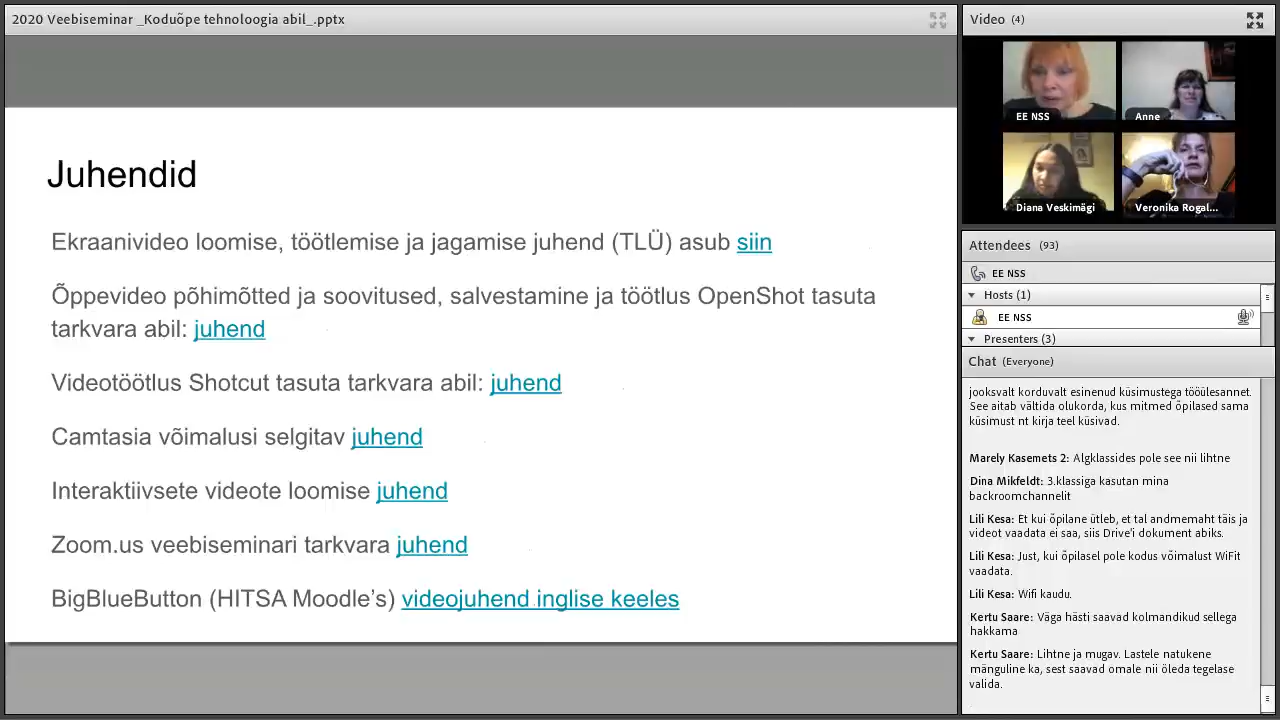 2020 Veebiseminar _Koduõpe tehnoloogia abil_.pptx
Juhendid
Ekraanivideo loomise, töötlemise ja jagamise juhend (TLÜ) asub siin
Õppevideo põhimõtted ja soovitused, salvestamine ja töötlus OpenShot tasuta
tarkvara abil: juhend
Videotöötlus Shotcut tasuta tarkvara abil: juhend
Camtasia võimalusi selgitav juhend
Interaktiivsete videote loomise juhend
Zoom.us veebiseminari tarkvara juhend
BigBlueButton (HITSA Moodle’s) videojuhend inglise keeles
Video (4)
EE NSS
Anne
Diana Veskimägi
Veronika Rogal...
Attendees (93)
EE NSS
Hosts (1)
EE NSS
Presenters (3)
Chat (Everyone)
jooksvalt korduvalt esinenud küsimustega tööülesannet.
See aitab vältida olukorda, kus mitmed õpilased sama
küsimust nt kirja teel küsivad.
Marely Kasemets 2: Algklassides pole see nii lihtne
Dina Mikfeldt: 3.klassiga kasutan mina
backroomchannelit
Lili Kesa: Et kui õpilane ütleb, et tal andmemaht täis ja
videot vaadata ei saa, siis Drive'i dokument abiks.
Lili Kesa: Just, kui õpilasel pole kodus võimalust WiFit
vaadata.
Lili Kesa: Wifi kaudu.
Kertu Saare: Väga hästi saavad kolmandikud sellega
hakkama
Kertu Saare: Lihtne ja mugav. Lastele natukene
mänguline ka, sest saavad omale nii öleda tegelase
valida.